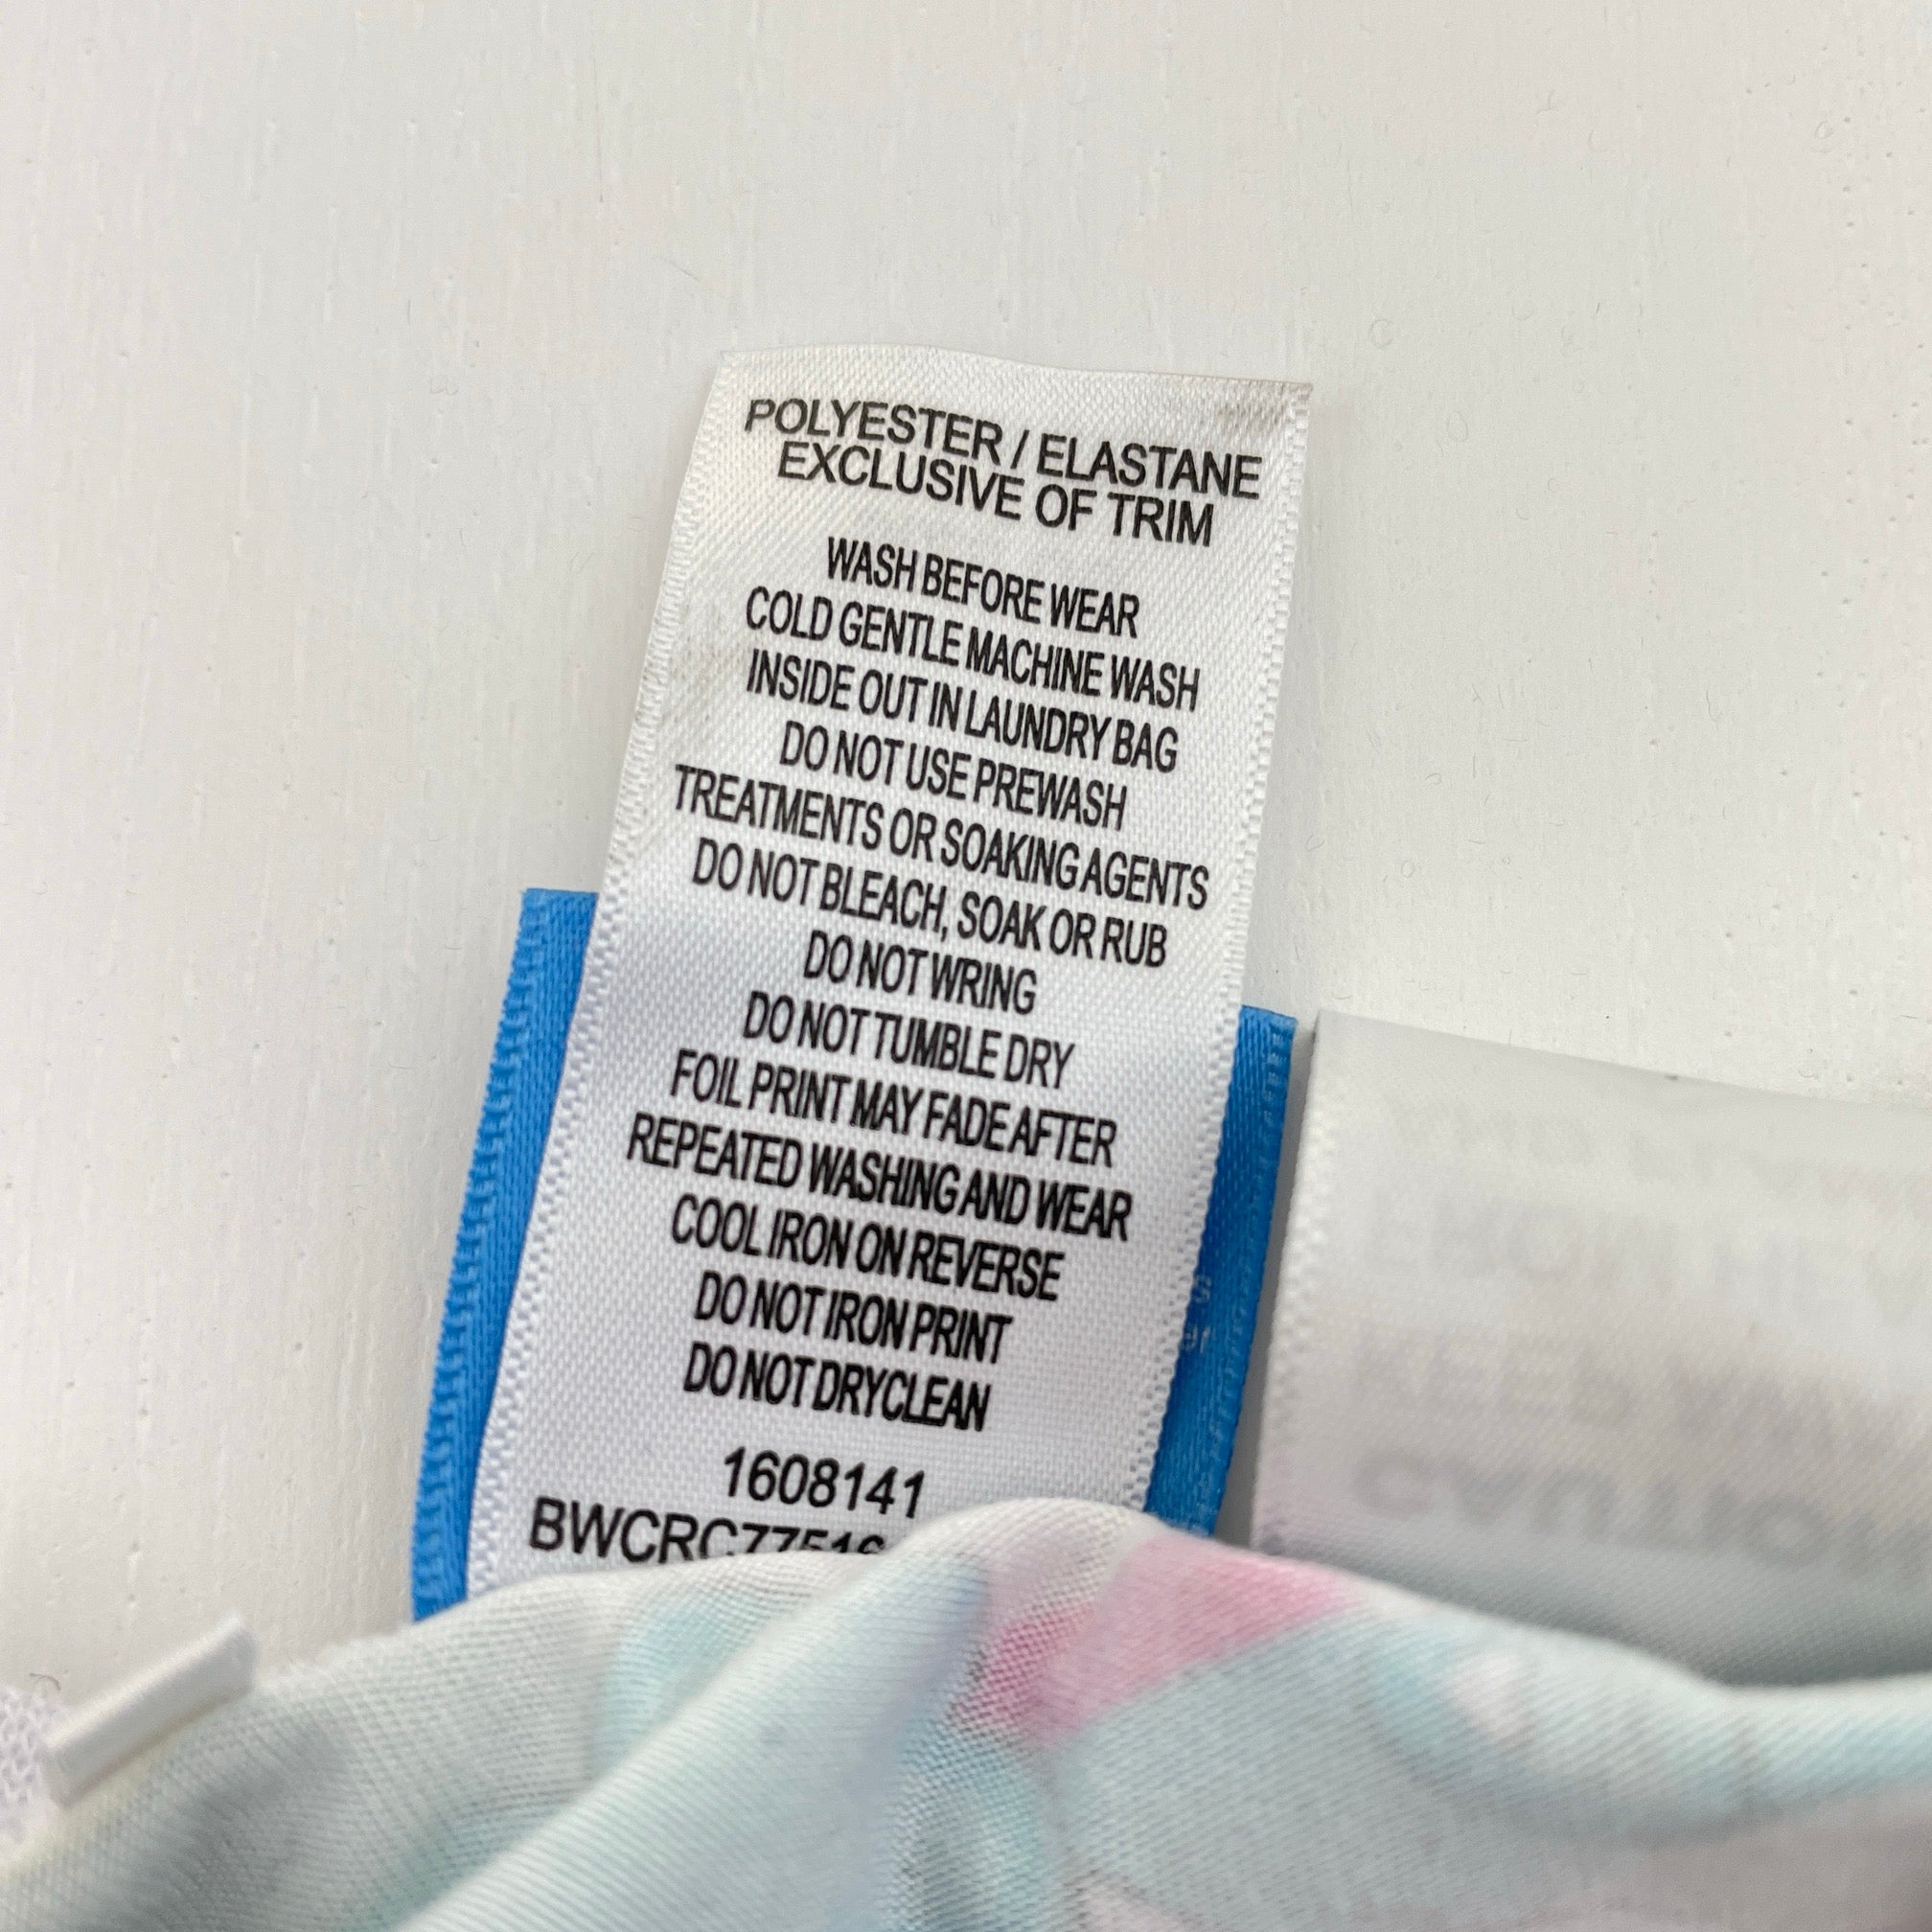 POLYESTER / ELASTANE
EXCLUSIVE OF TRIM
WASH BEFORE WEAR
COLD GENTLE MACHINE WASH
INSIDE OUT IN LAUNDRY BAG
DO NOT USE PREWASH
TREATMENTS OR SOAKING AGENTS
DO NOT BLEACH, SOAK OR RUB
DO NOT WRING
DO NOT TUMBLE DRY
FOIL PRINT MAY FADE AFTER
REPEATED WASHING AND WEAR
COOL IRON ON REVERSE
DO NOT IRON PRINT
DO NOT DRYCLEAN
1608141
BWCRC77516